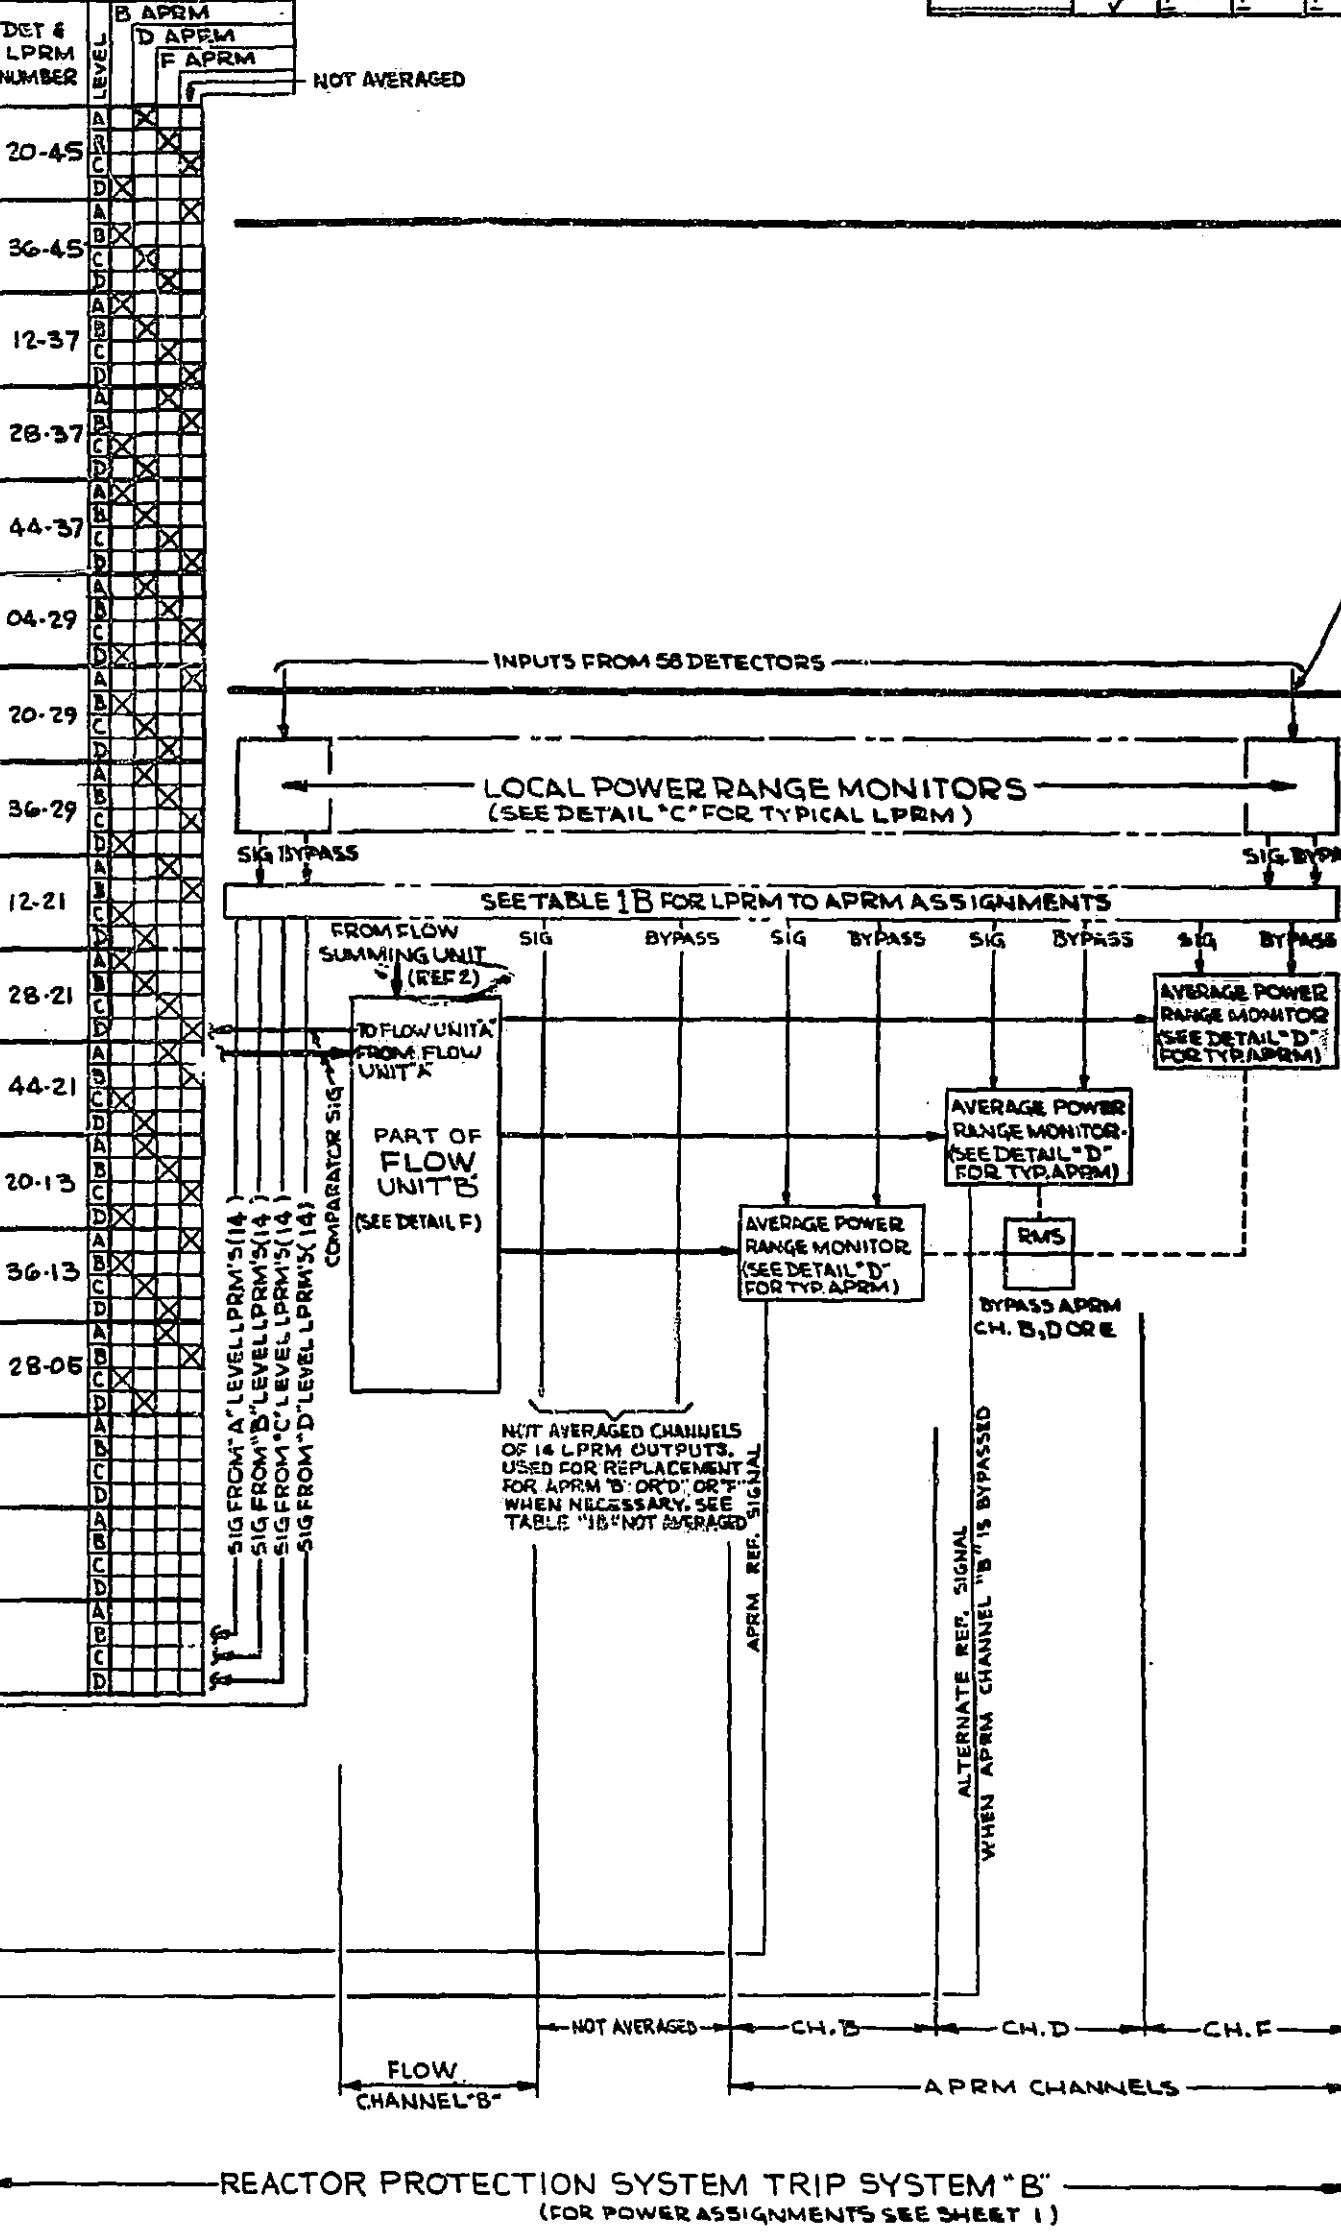 DET &
LPRM
NUMBER
LEVEL
B APRM
D APRM
F APRM
NOT AVERAGED
20-45
A
B
C
D
36-45
A
B
C
D
12-37
A
B
C
D
28-37
A
B
C
D
44-37
A
B
C
D
04-29
A
B
C
D
20-29
A
B
C
D
36-29
A
B
C
D
12-21
A
B
C
D
28-21
A
B
C
D
44-21
A
B
C
D
20-13
A
B
C
D
36-13
A
B
C
D
28-05
A
B
C
D
A
B
C
D
A
B
C
D
A
B
C
D
INPUTS FROM 56 DETECTORS
LOCAL POWER RANGE MONITORS
(SEE DETAIL "C" FOR TYPICAL LPRM)
SIG BYPASS
SIG BYPA
SEE TABLE 1B FOR LPRM TO APRM ASSIGNMENTS
FROM FLOW
SUMMING UNIT
(REF 2)
SIG BYPASS SIG BYPASS SIG BYPASS SIG BYPASS
TO FLOW UNIT "A"
FROM FLOW
UNIT "A"
COMPARATOR SIG
PART OF
FLOW
UNIT "B"
(SEE DETAIL F)
AVERAGE POWER
RANGE MONITOR
(SEE DETAIL "D"
FOR TYP. APRM)
AVERAGE POWER
RANGE MONITOR
(SEE DETAIL "D"
FOR TYP. APRM)
AVERAGE POWER
RANGE MONITOR
(SEE DETAIL "D"
FOR TYP. APRM)
RMS
BYPASS APRM
CH. B, D OR E
SIG FROM "A" LEVEL LPRM'S (14)
SIG FROM "B" LEVEL LPRM'S (14)
SIG FROM "C" LEVEL LPRM'S (14)
SIG FROM "D" LEVEL LPRM'S (14)
NOT AVERAGED CHANNELS
OF 14 LPRM OUTPUTS.
USED FOR REPLACEMENT
FOR APRM "B" OR "D" OR "F"
WHEN NECESSARY. SEE
TABLE "1B" NOT AVERAGED
APRM REF. SIGNAL
ALTERNATE REF. SIGNAL
WHEN APRM CHANNEL "B" IS BYPASSED
NOT AVERAGED
CH. B
CH. D
CH. F
FLOW
CHANNEL "B"
APRM CHANNELS
REACTOR PROTECTION SYSTEM TRIP SYSTEM "B"
(FOR POWER ASSIGNMENTS SEE SHEET 1)